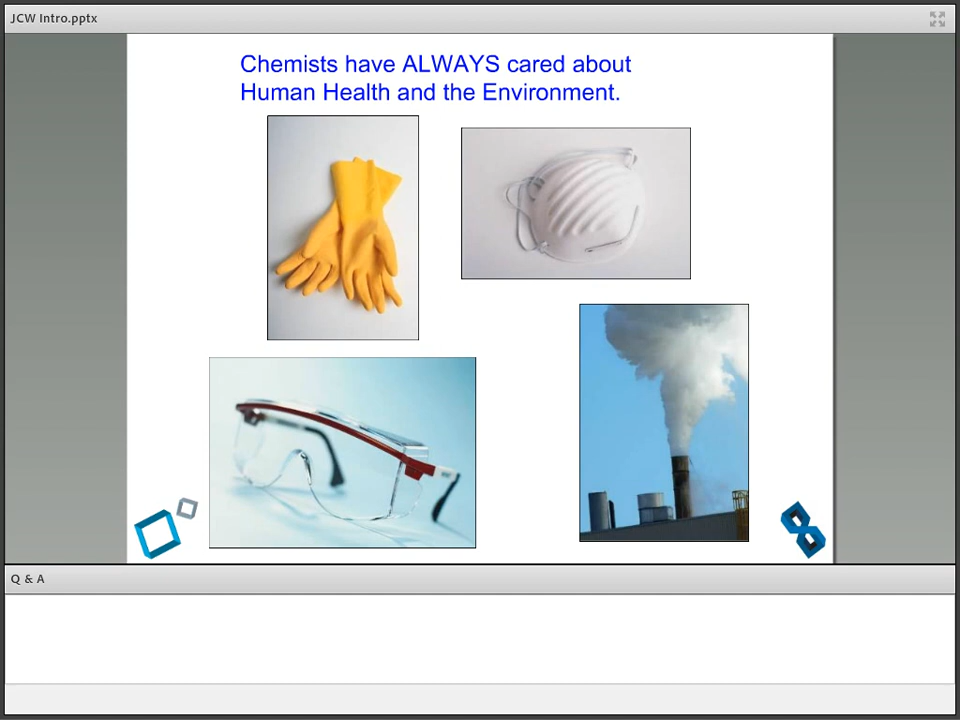 JCW Intro.pptx
Chemists have ALWAYS cared about
Human Health and the Environment.
Q & A